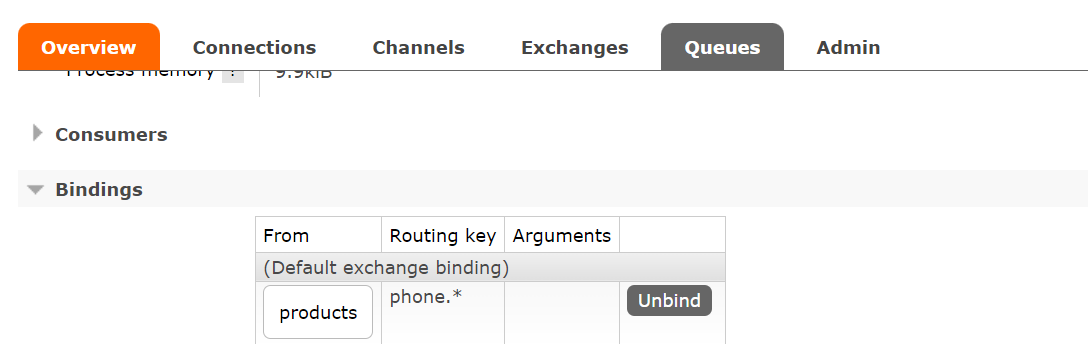 Overview Connections Channels Exchanges Queues Admin
Process memory ? 9.9kiB
Consumers
Bindings
From Routing key Arguments
(Default exchange binding)
products phone.* Unbind